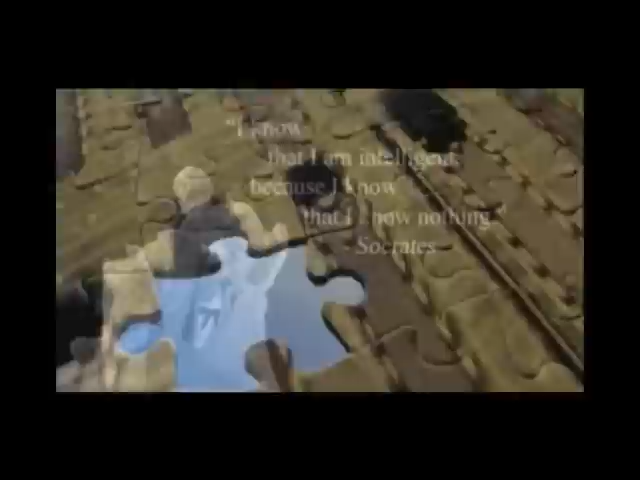 "I know
that I am intelligent,
because I know
that I know nothing."
- Socrates